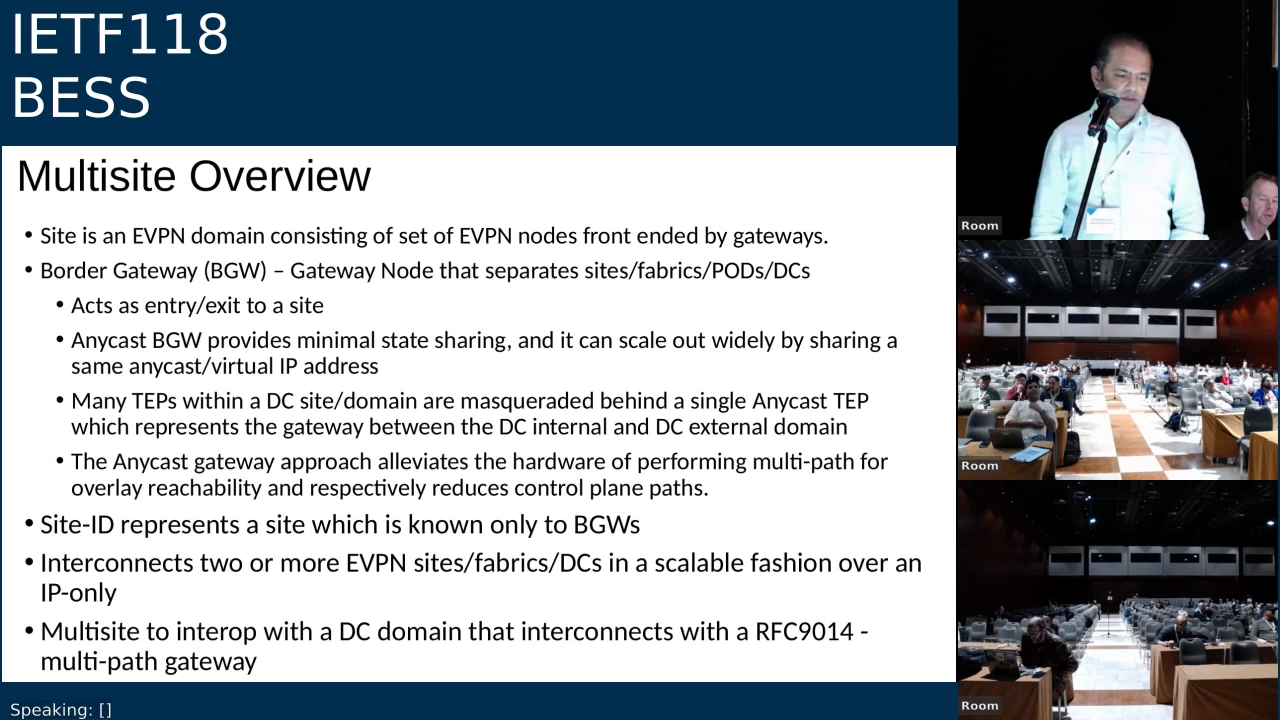 IETF118
BESS
Multisite Overview
• Site is an EVPN domain consisting of set of EVPN nodes front ended by gateways.
• Border Gateway (BGW) – Gateway Node that separates sites/fabrics/PODs/DCs
• Acts as entry/exit to a site
• Anycast BGW provides minimal state sharing, and it can scale out widely by sharing a
same anycast/virtual IP address
• Many TEPs within a DC site/domain are masqueraded behind a single Anycast TEP
which represents the gateway between the DC internal and DC external domain
• The Anycast gateway approach alleviates the hardware of performing multi-path for
overlay reachability and respectively reduces control plane paths.
• Site-ID represents a site which is known only to BGWs
• Interconnects two or more EVPN sites/fabrics/DCs in a scalable fashion over an
IP-only
• Multisite to interop with a DC domain that interconnects with a RFC9014 -
multi-path gateway
Speaking: []
Room
Room
Room